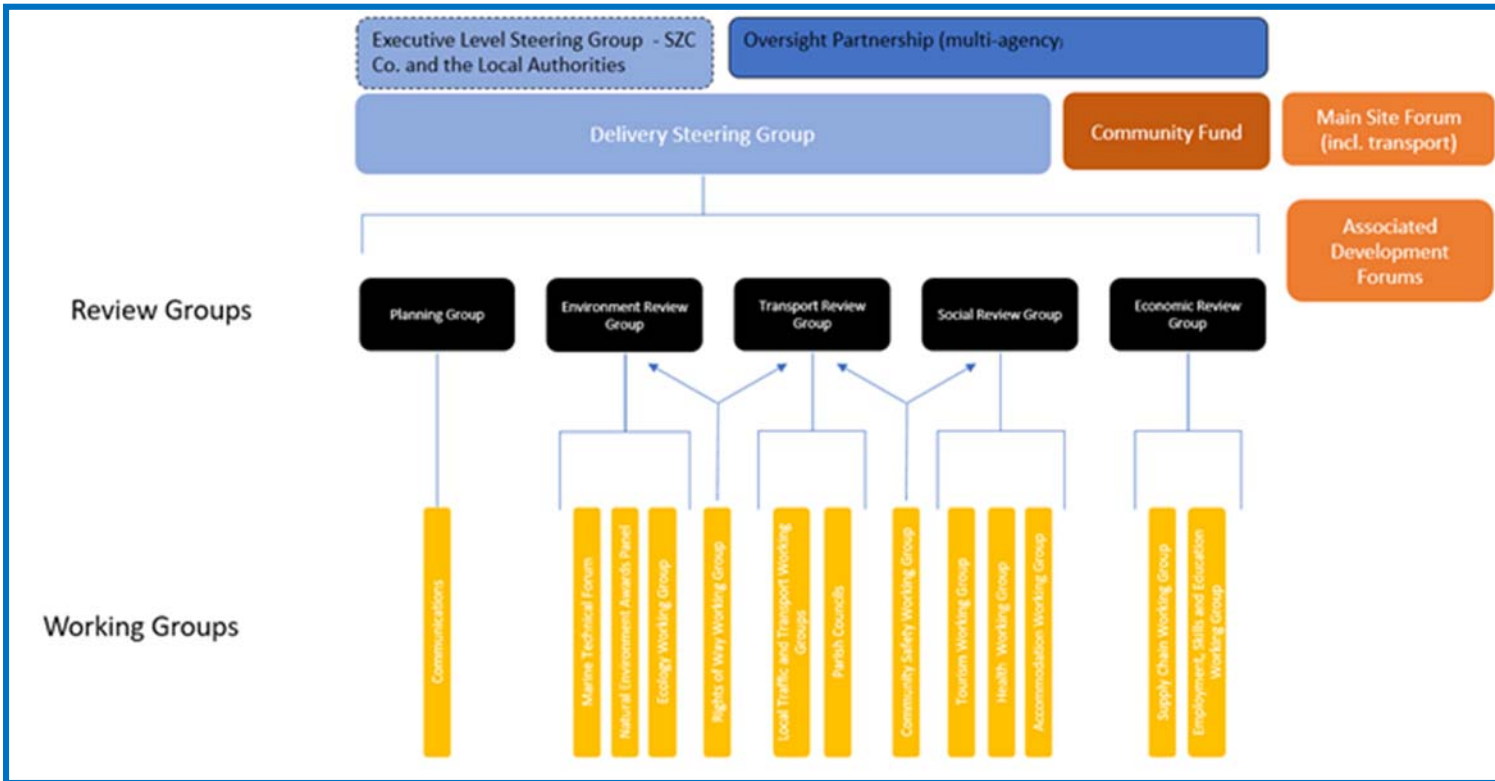 Executive Level Steering Group - SZC
Co. and the Local Authorities
Oversight Partnership (multi-agency)
Delivery Steering Group
Community Fund
Main Site Forum
(incl. transport)
Associated
Development
Forums
Review Groups
Planning Group
Environment Review
Group
Transport Review
Group
Social Review Group
Economic Review
Group
Working Groups
Communications
Marine Technical Forum
Natural Environment Awards Panel
Ecology Working Group
Rights of Way Working Group
Local Traffic and Transport Working
Groups
Parish Councils
Community Safety Working Group
Tourism Working Group
Health Working Group
Accommodation Working Group
Supply Chain Working Group
Employment, Skills and Education
Working Group